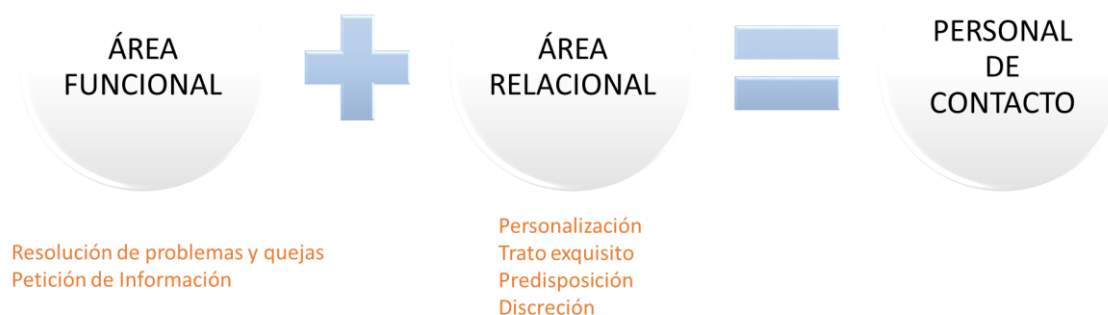 ÁREA
FUNCIONAL
ÁREA
RELACIONAL
PERSONAL
DE
CONTACTO
Resolución de problemas y quejas
Petición de Información
Personalización
Trato exquisito
Predisposición
Discreción